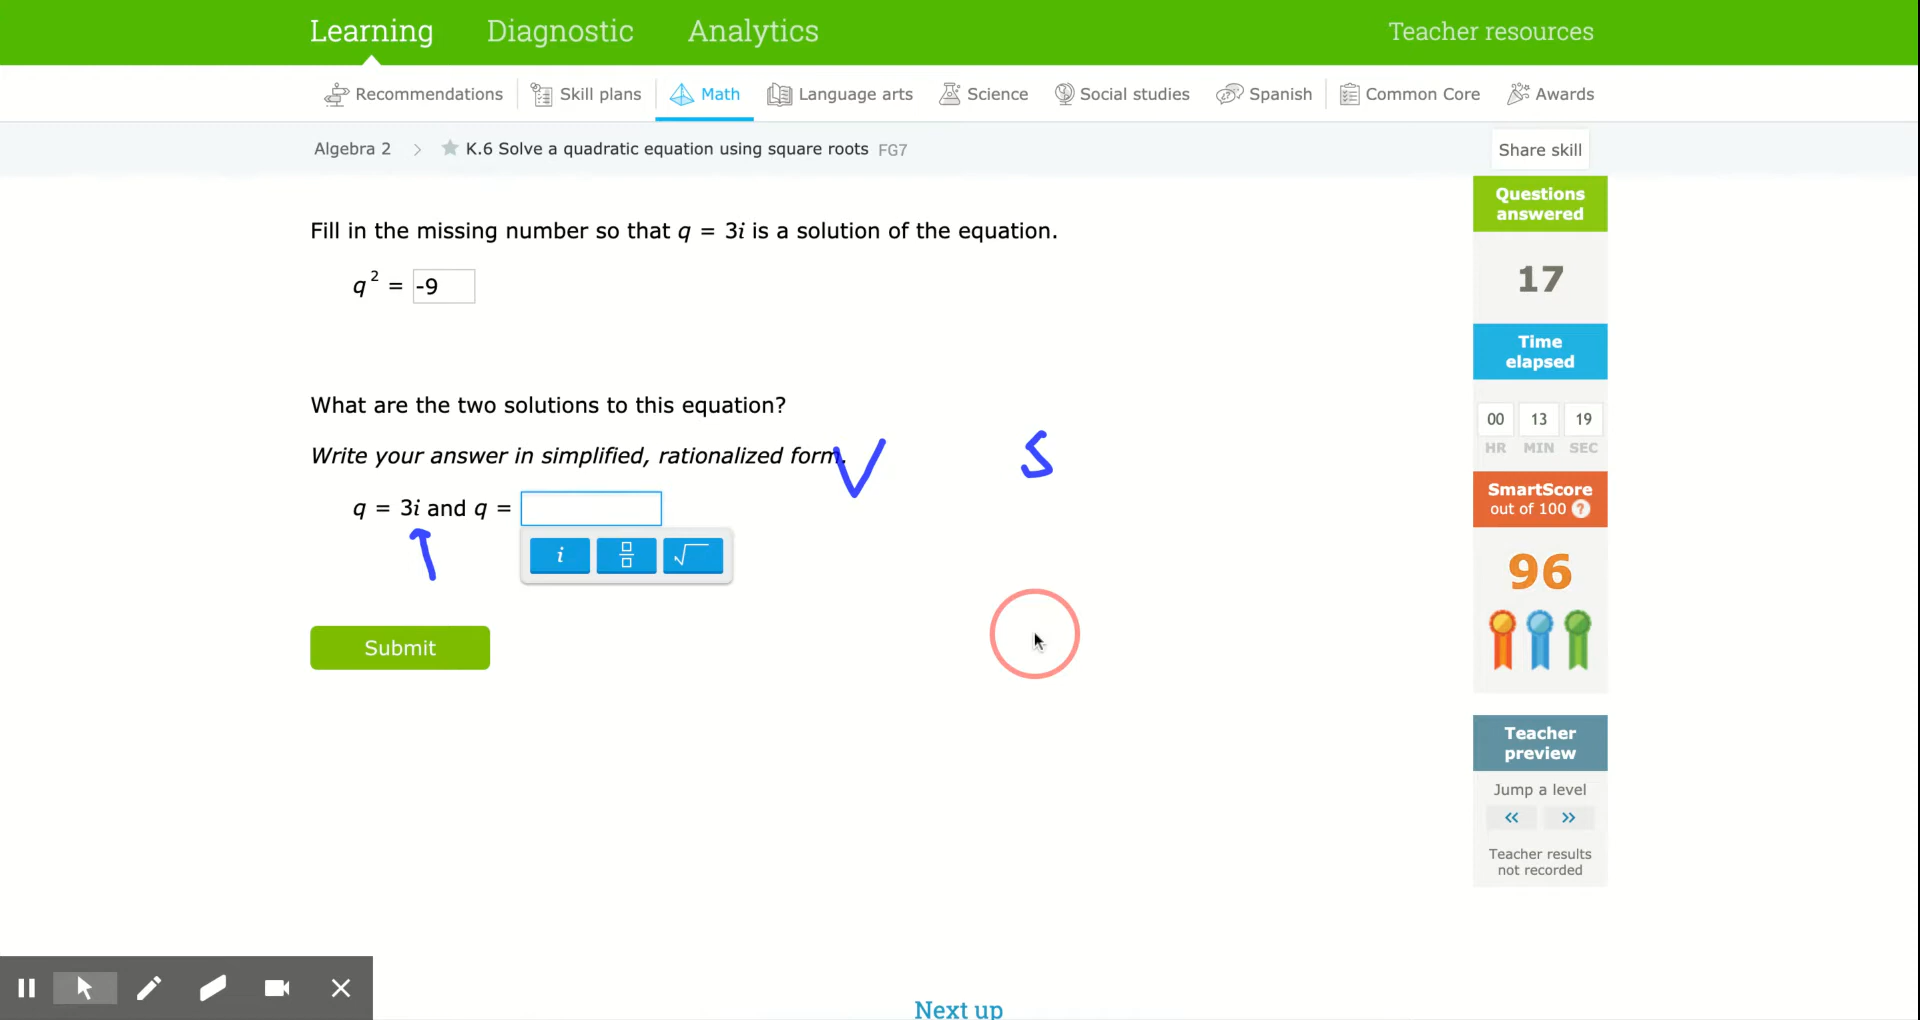 Learning Diagnostic Analytics Teacher resources
Recommendations Skill plans Math Language arts Science Social studies Spanish Common Core Awards
Algebra 2 > K.6 Solve a quadratic equation using square roots FG7
Share skill
Fill in the missing number so that q = 3i is a solution of the equation.
q² = -9
What are the two solutions to this equation?
Write your answer in simplified, rationalized form.
V S
q = 3i and q =
i √
Submit
Questions
answered
17
Time
elapsed
00 13 19
HR MIN SEC
SmartScore
out of 100 ?
96
Teacher
preview
Jump a level
« »
Teacher results
not recorded
Next up